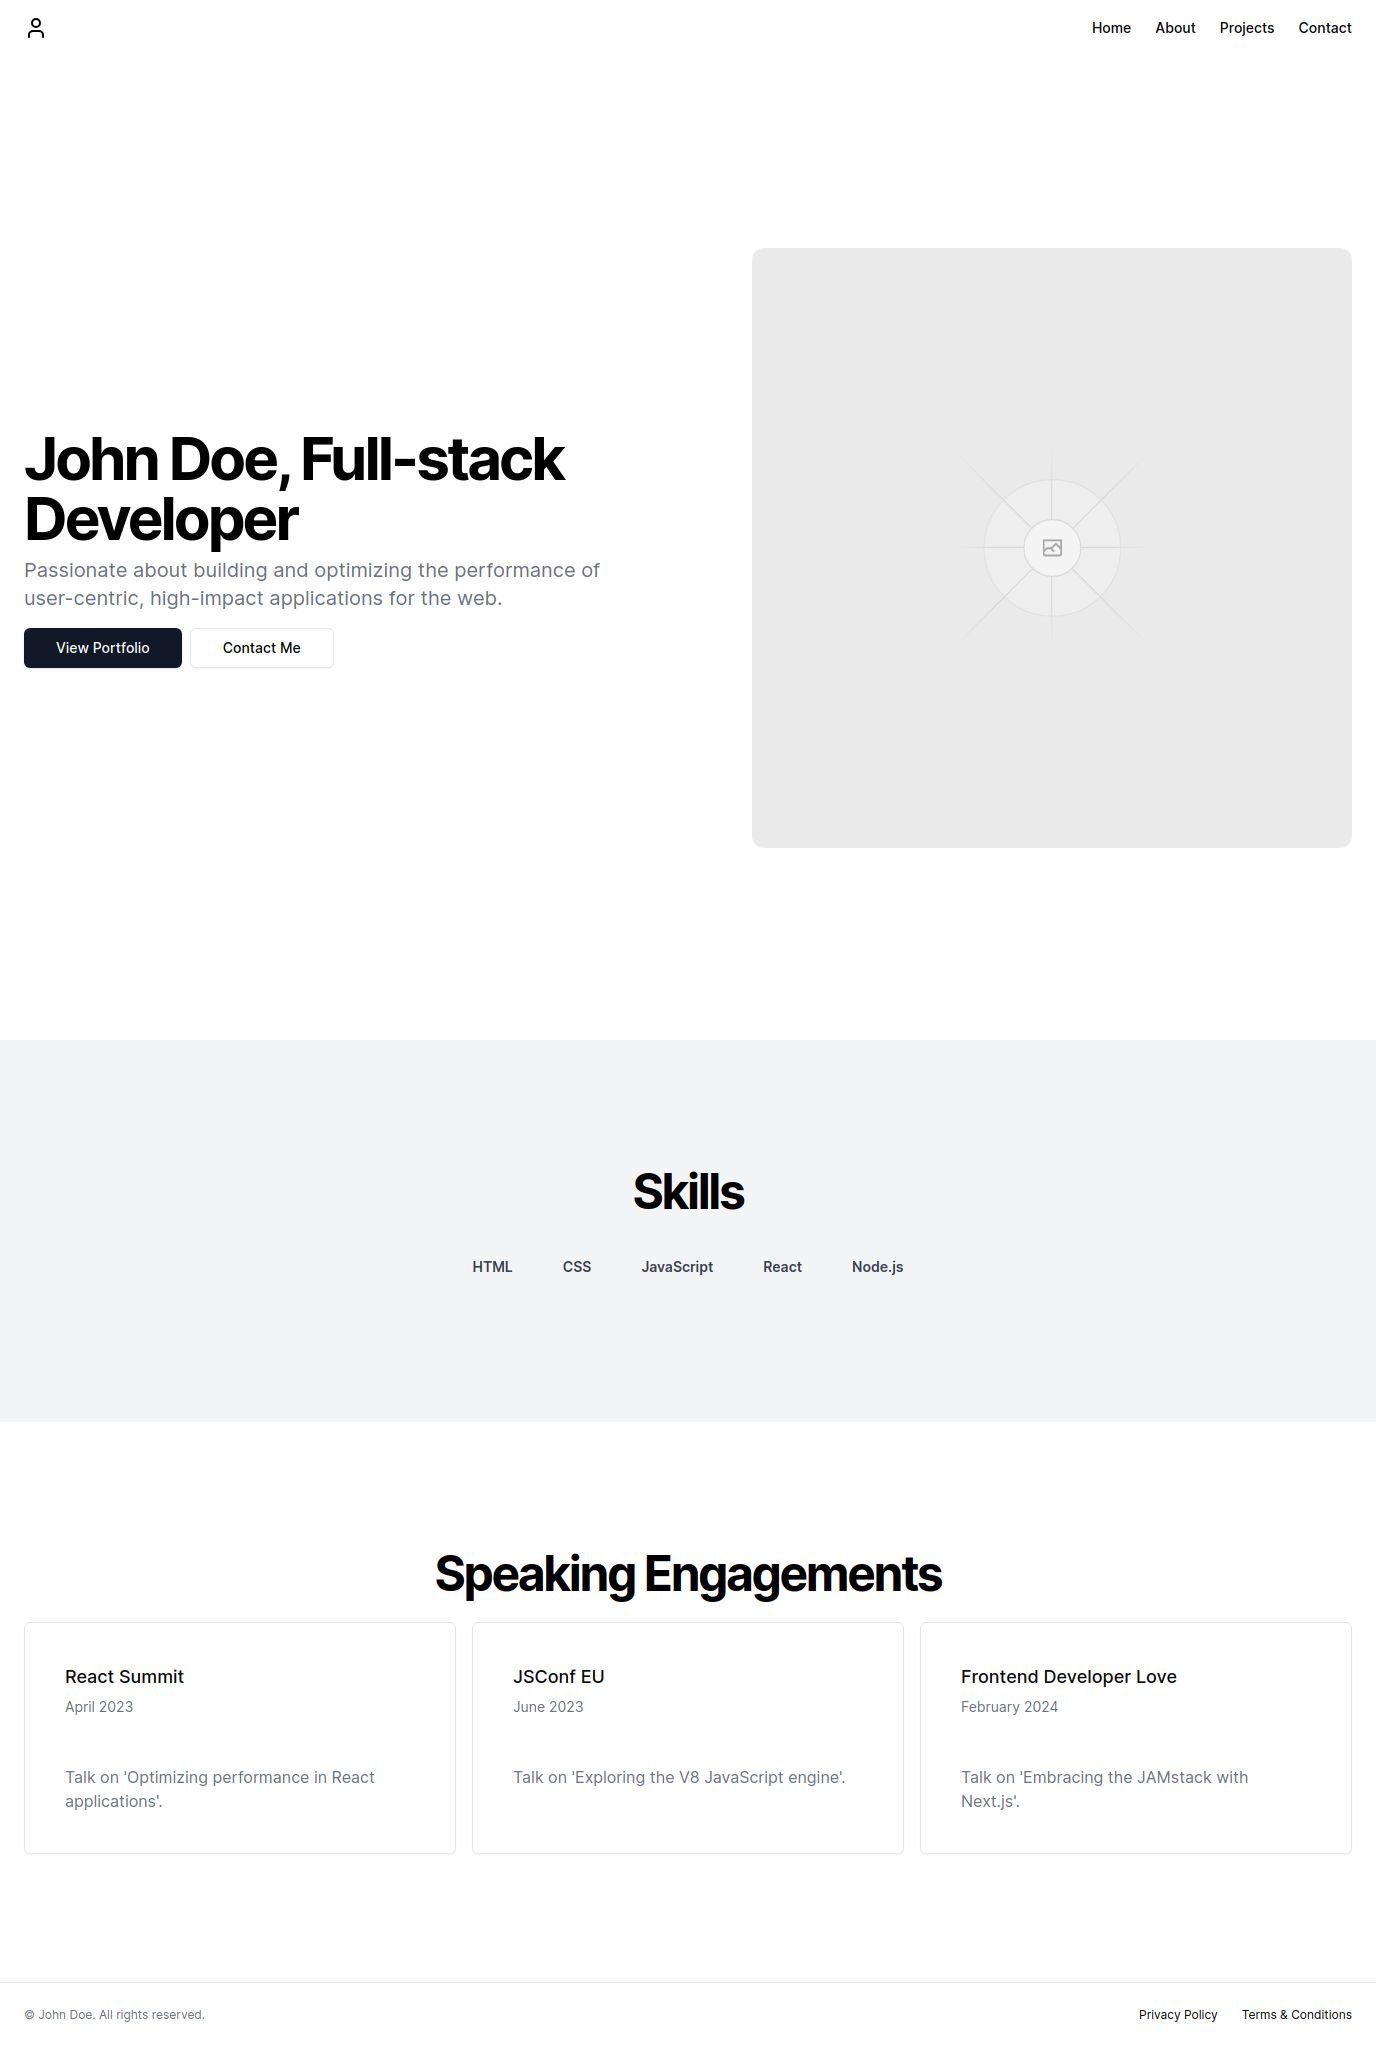 Home About Projects Contact
John Doe, Full-stack
Developer
Passionate about building and optimizing the performance of
user-centric, high-impact applications for the web.
View Portfolio Contact Me
Skills
HTML CSS JavaScript React Node.js
Speaking Engagements
React Summit
April 2023
Talk on 'Optimizing performance in React
applications'.
JSConf EU
June 2023
Talk on 'Exploring the V8 JavaScript engine'.
Frontend Developer Love
February 2024
Talk on 'Embracing the JAMstack with
Next.js'.
© John Doe. All rights reserved.
Privacy Policy Terms & Conditions